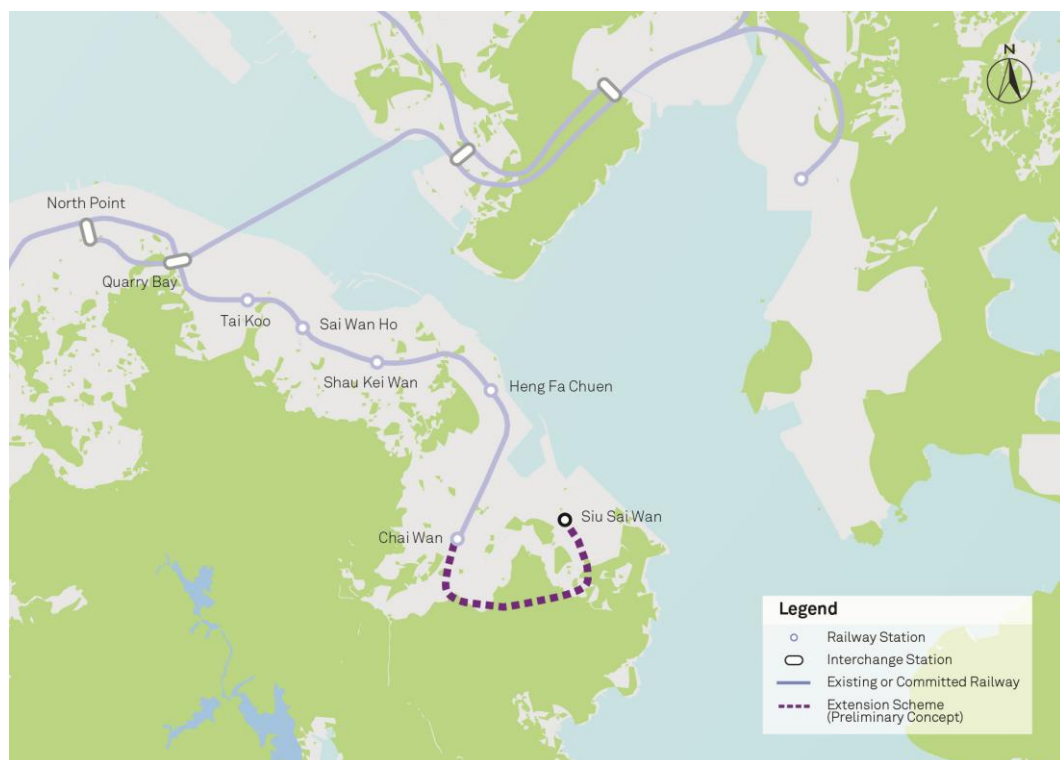 N
North Point
Quarry Bay
Tai Koo
Sai Wan Ho
Shau Kei Wan
Heng Fa Chuen
Siu Sai Wan
Chai Wan
Legend
Railway Station
Interchange Station
Existing or Committed Railway
Extension Scheme
(Preliminary Concept)